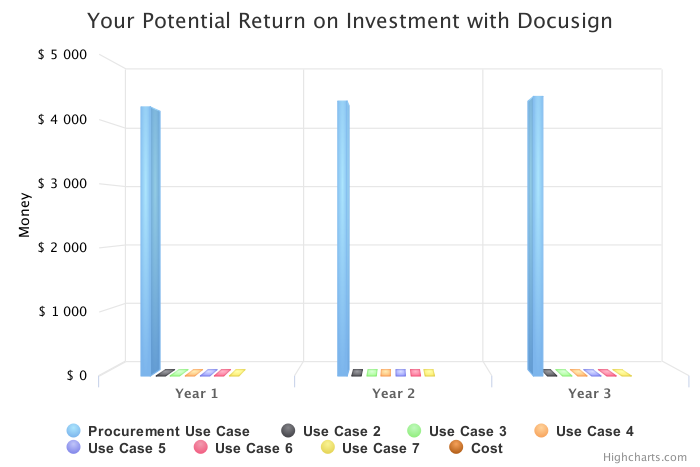 Your Potential Return on Investment with Docusign
$ 5 000
$ 4 000
$ 3 000
$ 2 000
$ 1 000
$ 0
Money
Year 1 Year 2 Year 3
Procurement Use Case Use Case 2 Use Case 3 Use Case 4
Use Case 5 Use Case 6 Use Case 7 Cost
Highcharts.com